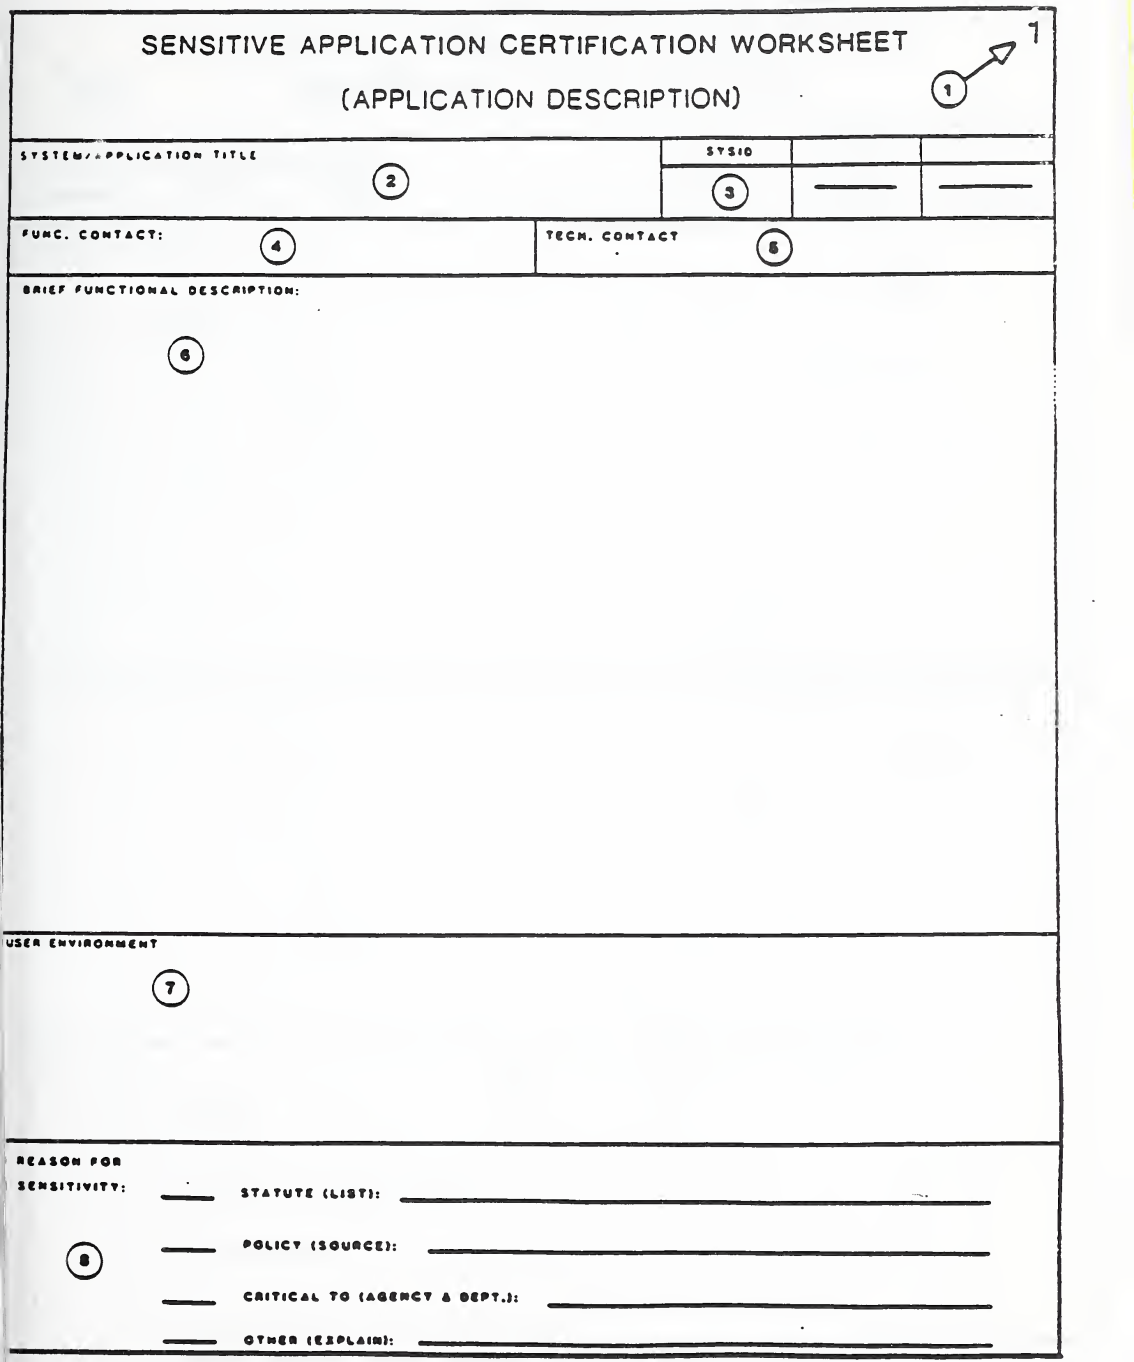 SENSITIVE APPLICATION CERTIFICATION WORKSHEET 1
(APPLICATION DESCRIPTION) 1
SYSTEM/APPLICATION TITLE SYSID
2 3
FUNC. CONTACT: 4 TECH. CONTACT 5
BRIEF FUNCTIONAL DESCRIPTION:
6
USER ENVIRONMENT
7
REASON FOR
SENSITIVITY: STATUTE (LIST):
8 POLICY (SOURCE):
CRITICAL TO (AGENCY & DEPT.):
OTHER (EXPLAIN):